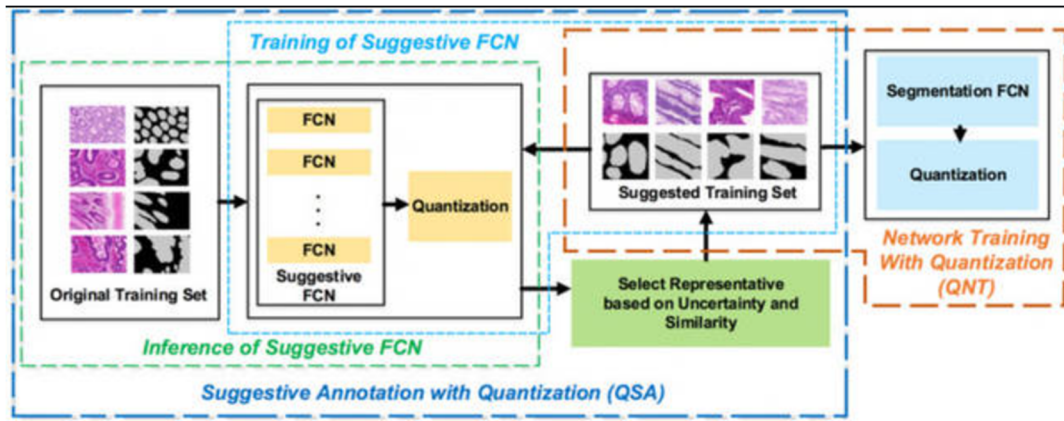 Training of Suggestive FCN
FCN
FCN
FCN
Suggestive
FCN
Quantization
Original Training Set
Inference of Suggestive FCN
Suggested Training Set
Select Representative
based on Uncertainty and
Similarity
Segmentation FCN
Quantization
Network Training
With Quantization
(QNT)
Suggestive Annotation with Quantization (QSA)